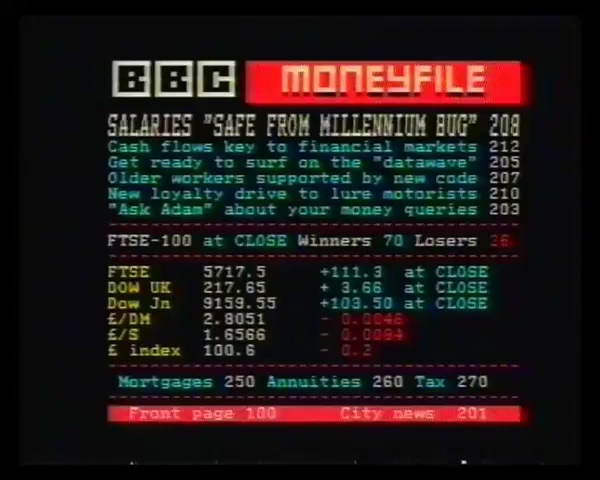 BBC MONEYFILE
SALARIES "SAFE FROM MILLENNIUM BUG" 208
Cash flows key to financial markets 212
Get ready to surf on the "datawave" 205
Older workers supported by new code 207
New loyalty drive to lure motorists 210
"Ask Adam" about your money queries 203
FTSE-100 at CLOSE Winners 70 Losers 26
FTSE 5717.5 +111.3 at CLOSE
DOW UK 217.65 + 3.66 at CLOSE
Dow Jn 9159.55 +103.50 at CLOSE
£/DM 2.8051 - 0.0046
£/$ 1.6566 - 0.0084
£ index 100.6 - 0.2
Mortgages 250 Annuities 260 Tax 270
Front page 100 City news 201